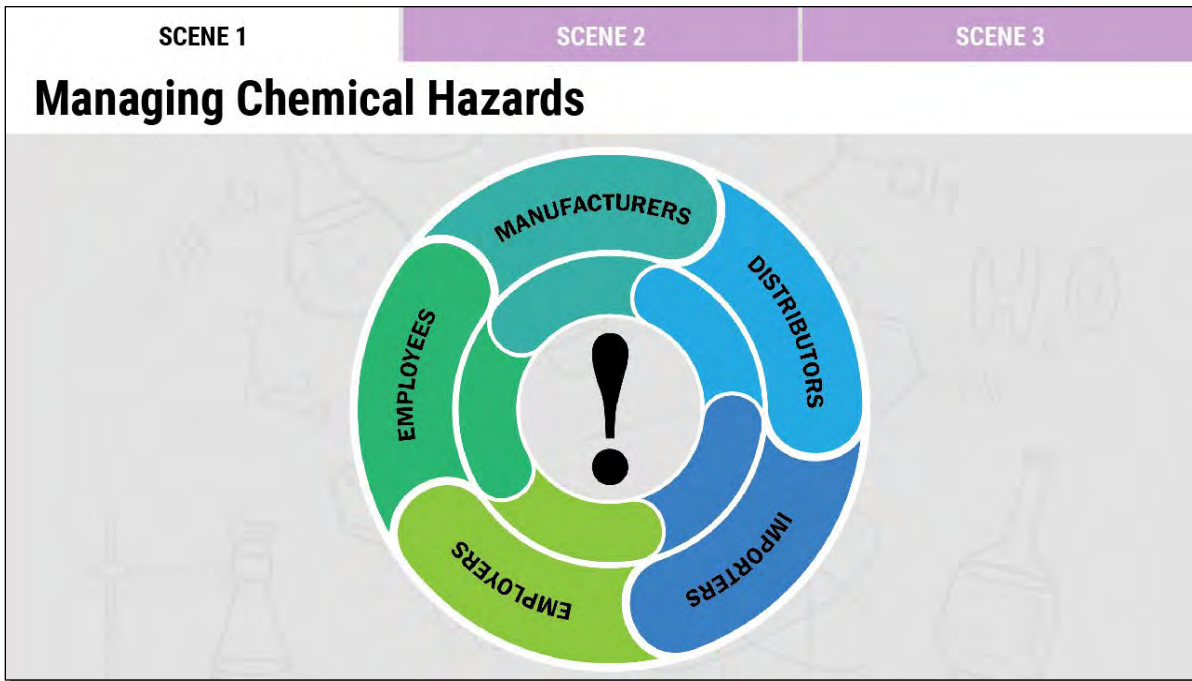 SCENE 1
SCENE 2
SCENE 3
Managing Chemical Hazards
MANUFACTURERS
DISTRIBUTORS
IMPORTERS
EMPLOYERS
EMPLOYEES
!